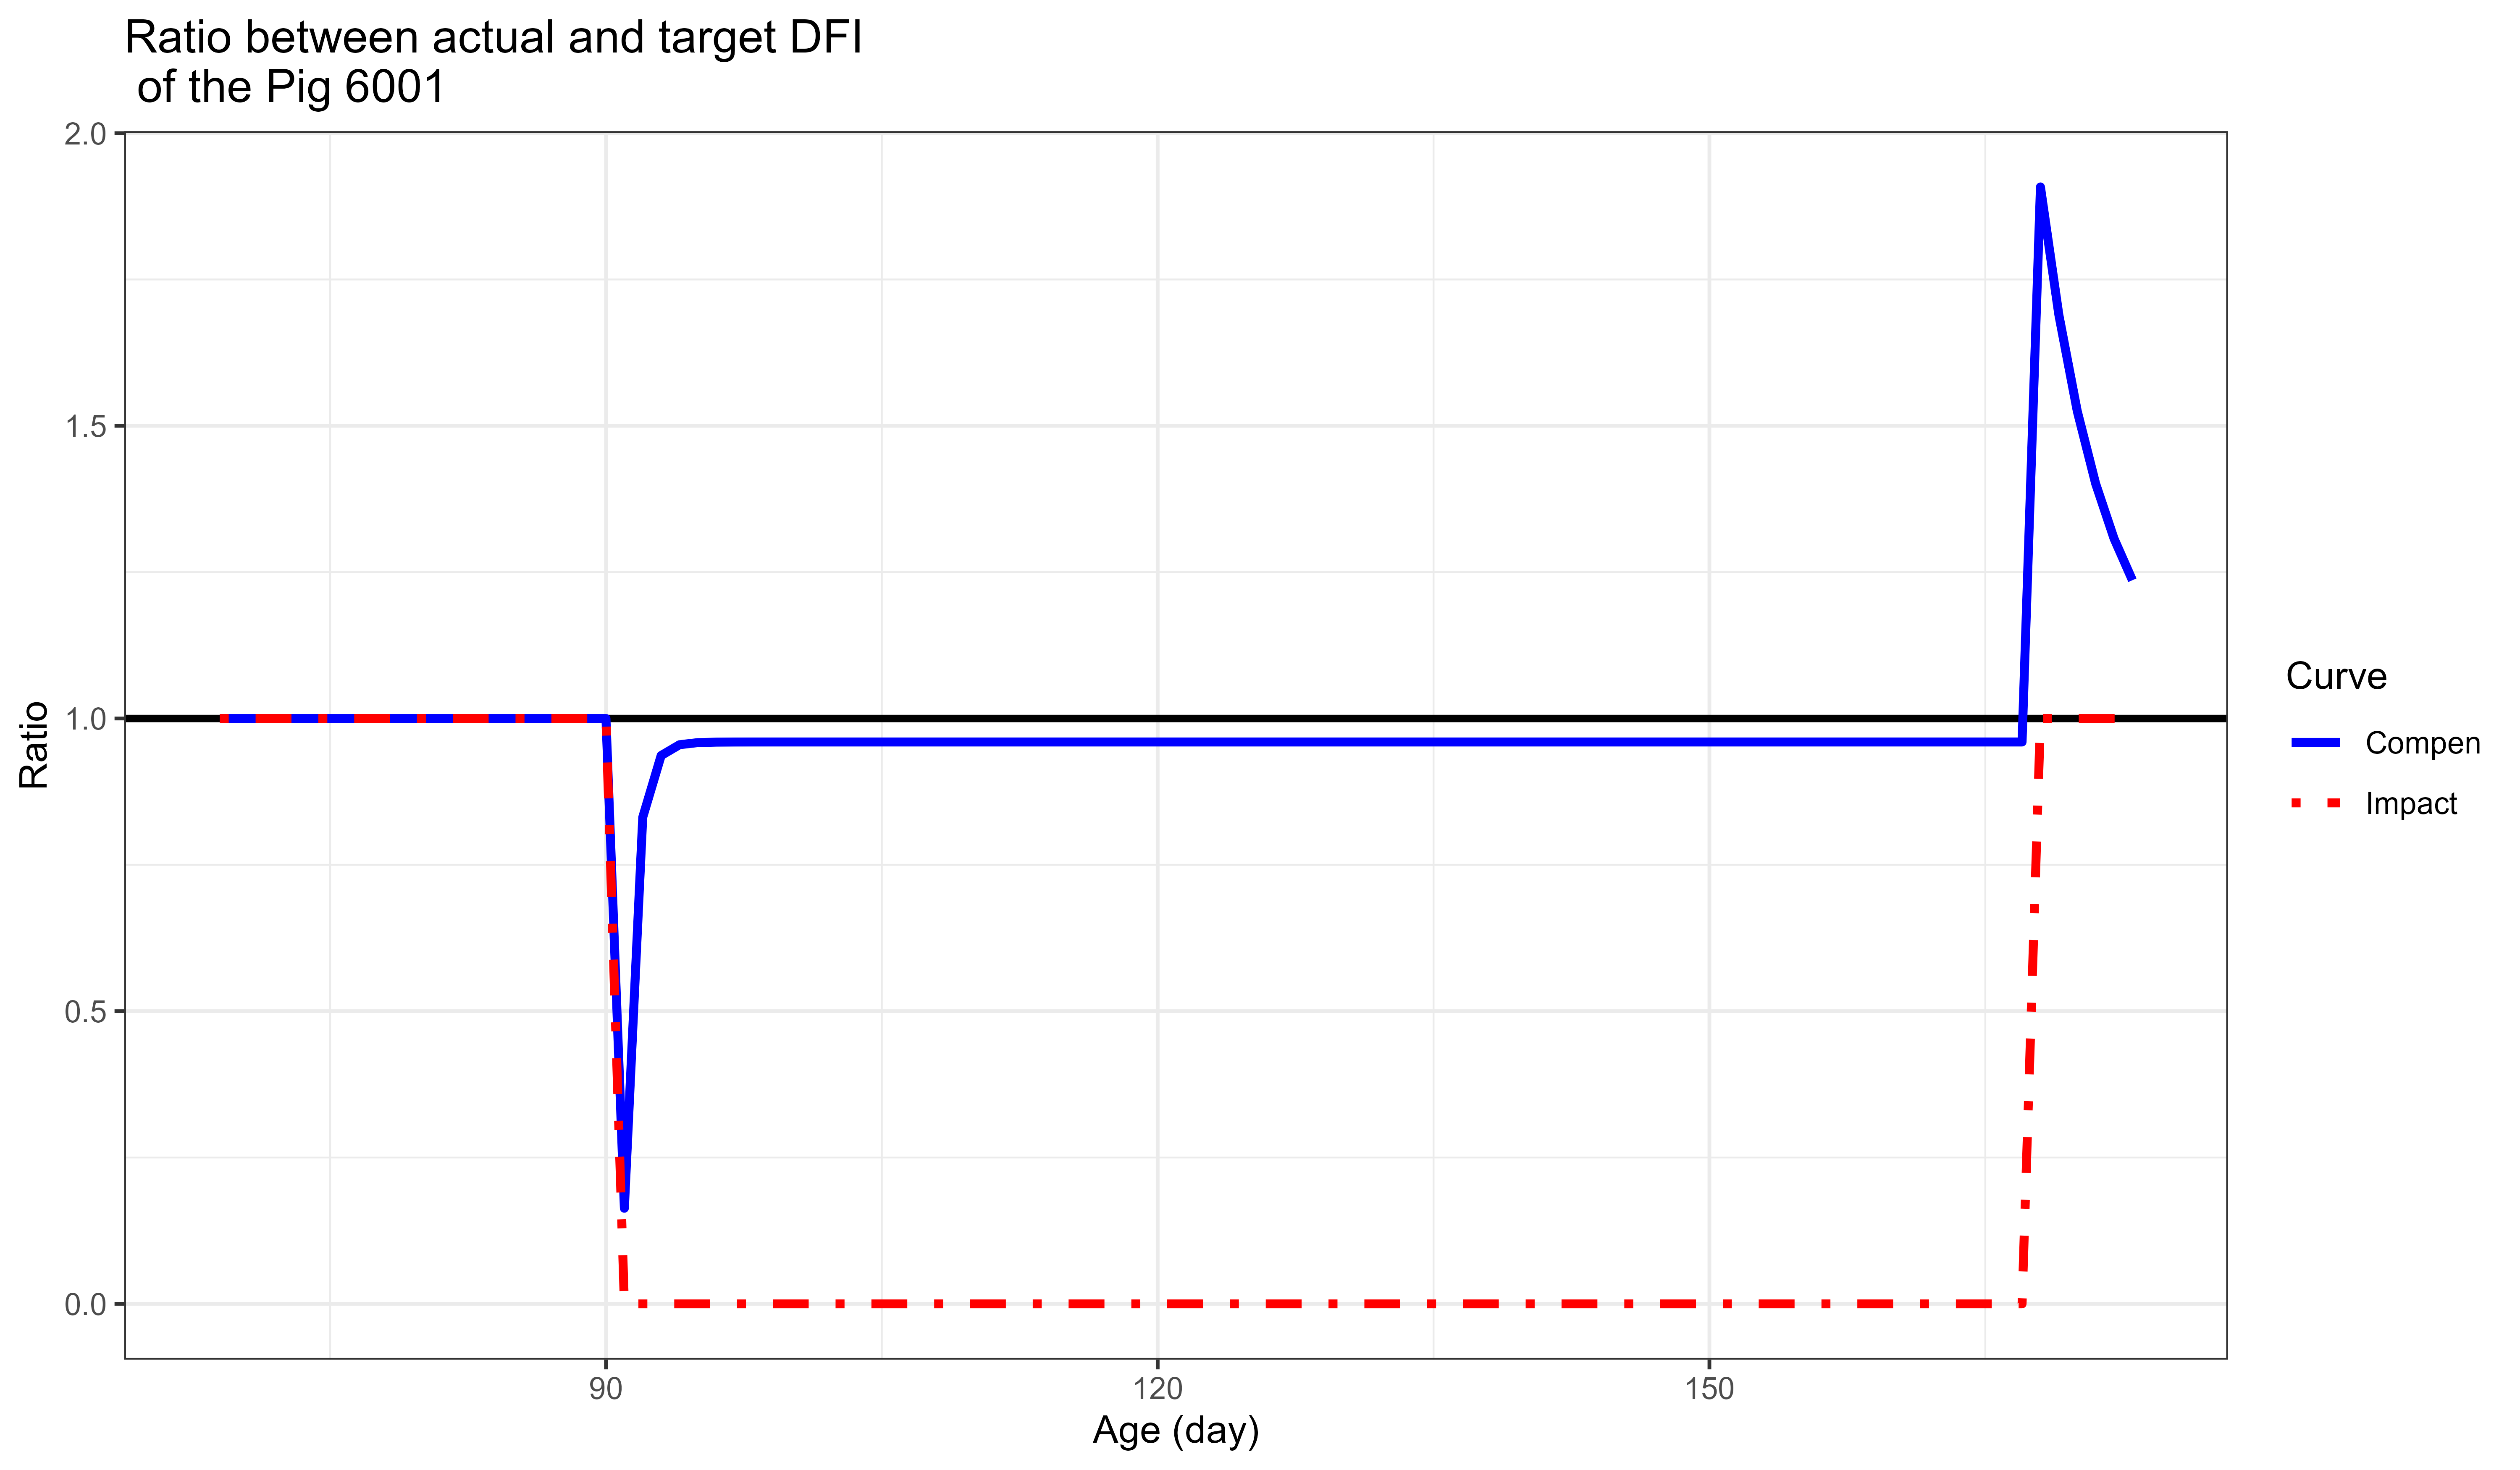 Ratio between actual and target DFI
of the Pig 6001
2.0
1.5
1.0
0.5
0.0
Ratio
90
120
150
Age (day)
Curve
Compen
Impact